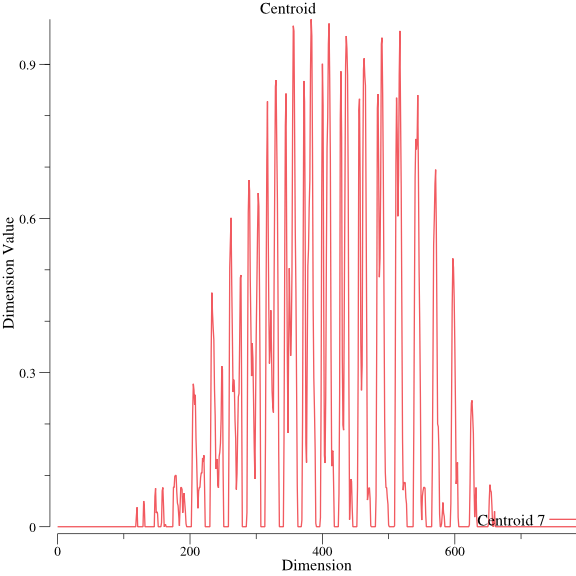 Centroid
0.9
0.6
0.3
0
Dimension Value
0 200 400 600
Dimension
Centroid 7